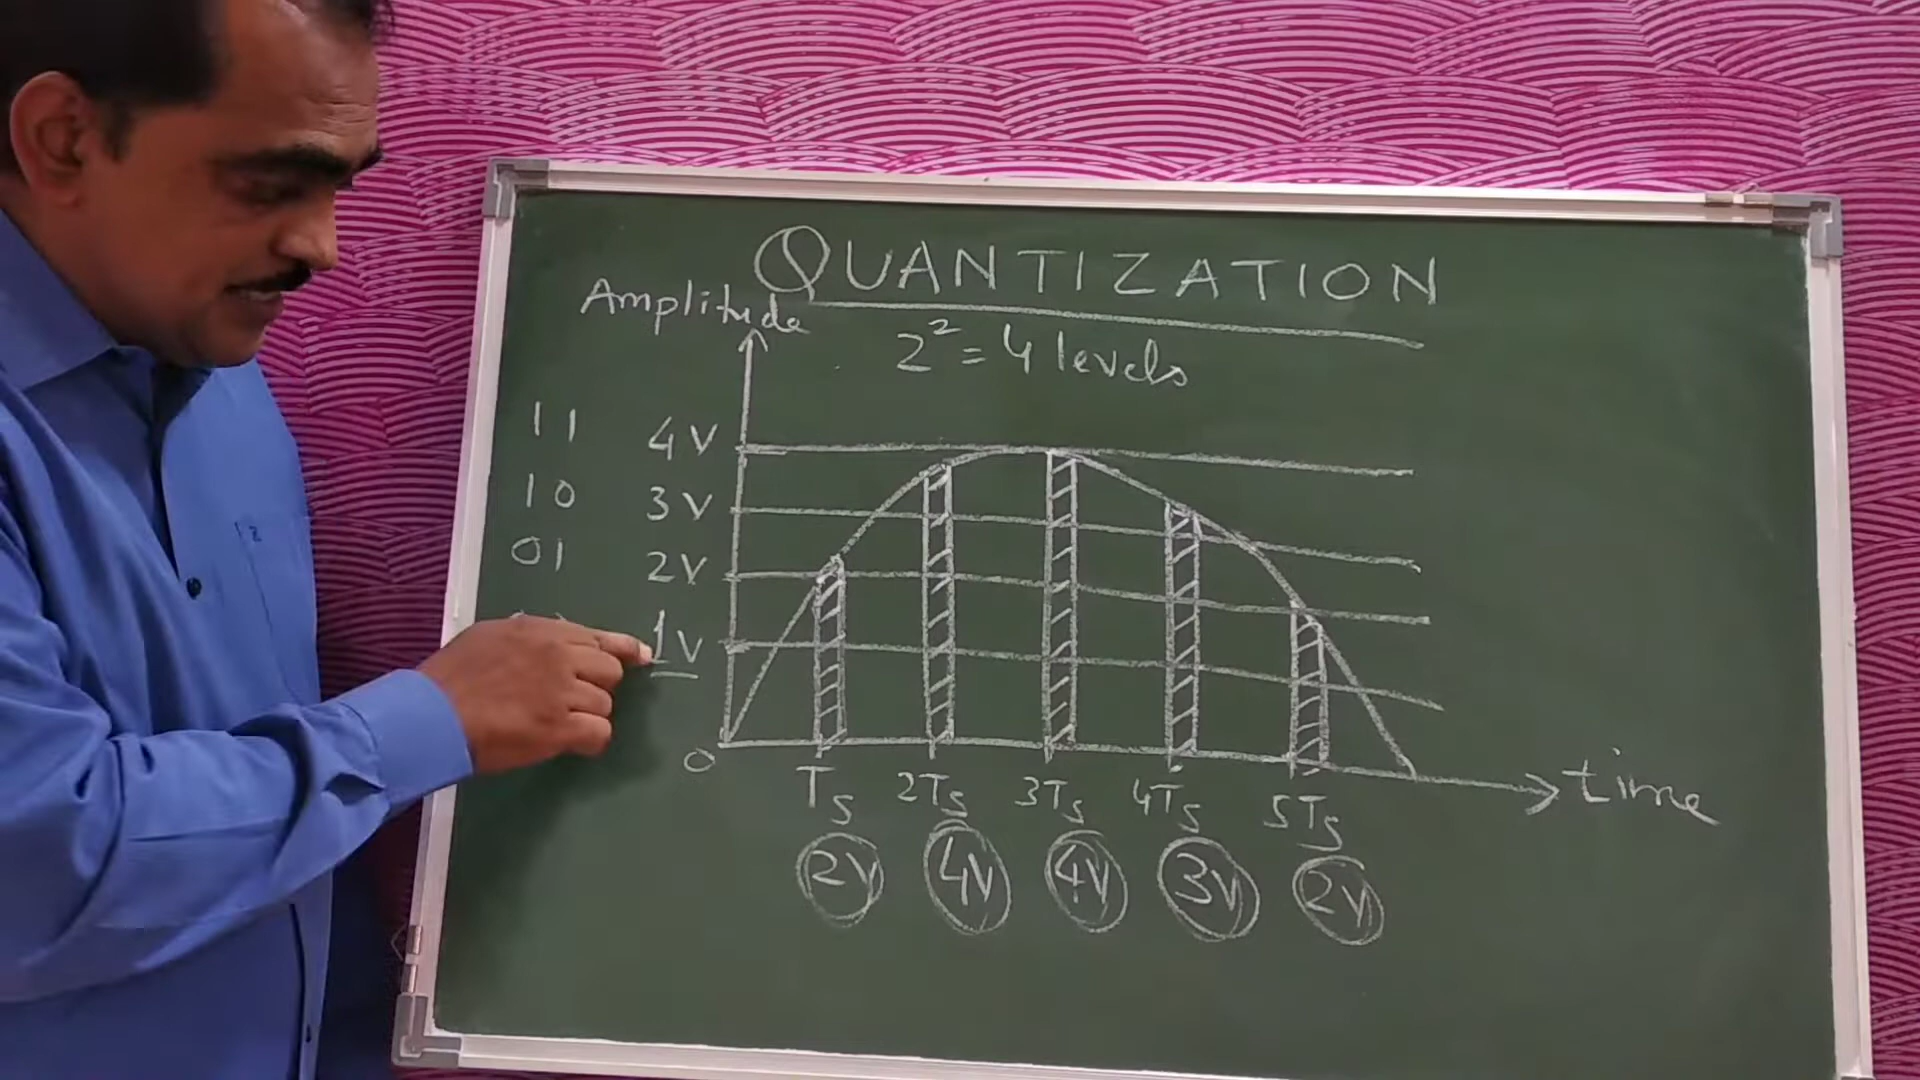 QUANTIZATION
Amplitude
2² = 4 levels
11 4V
10 3V
01 2V
1V
0
Ts 2Ts 3Ts 4Ts 5Ts
time
2V 4V 4V 3V 2V